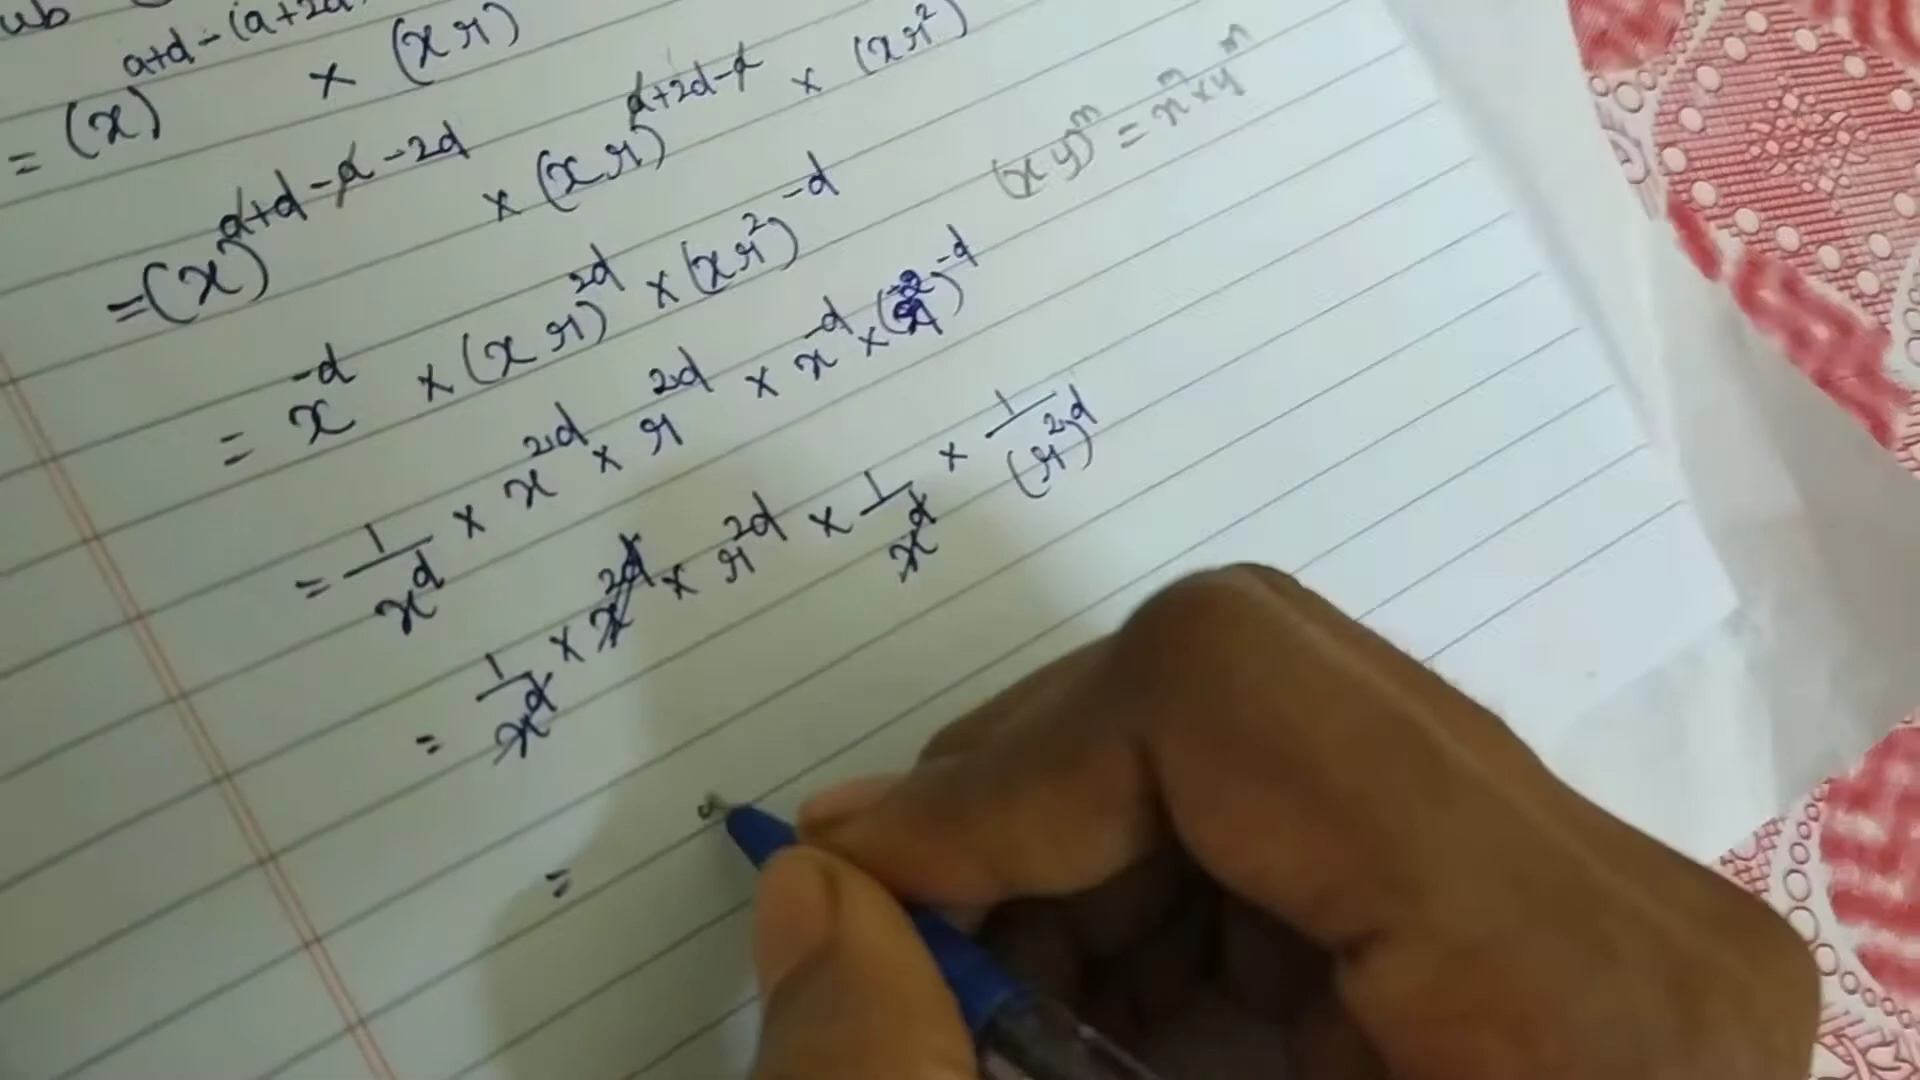 a+d-(a+2d
= (x)^{a+d-(a+2d} × (xr)
= (x)^{a+d-a-2d} × (xr)^{a+2d-a} × (xr²)
(xy)^m = x^m × y^m
= x^{-d} × (xr)^{2d} × (xr²)^{-d}
= 1/x^d × x^{2d} × r^{2d} × x^{-d} × (r²)^{-d}
= 1/x^d × x^{2d} × r^{2d} × 1/x^d × 1/(r²)^d
=